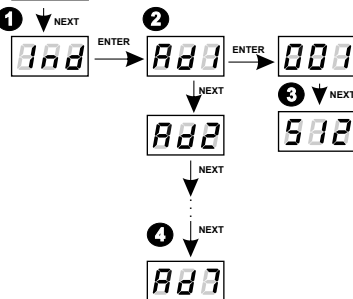 1 NEXT 2
Ind ENTER Ad1 ENTER 001
NEXT 3 NEXT
Ad2 512
NEXT
4 NEXT
Ad7